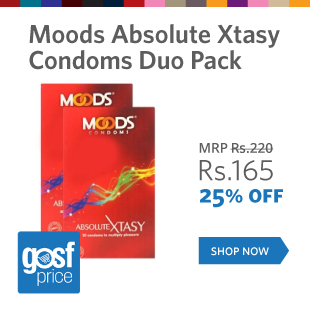 Moods Absolute Xtasy
Condoms Duo Pack
MOODS
MOODS
CONDOMS
ABSOLUTE XTASY
MRP Rs.220
Rs.165
25% OFF
SHOP NOW
gosf
price